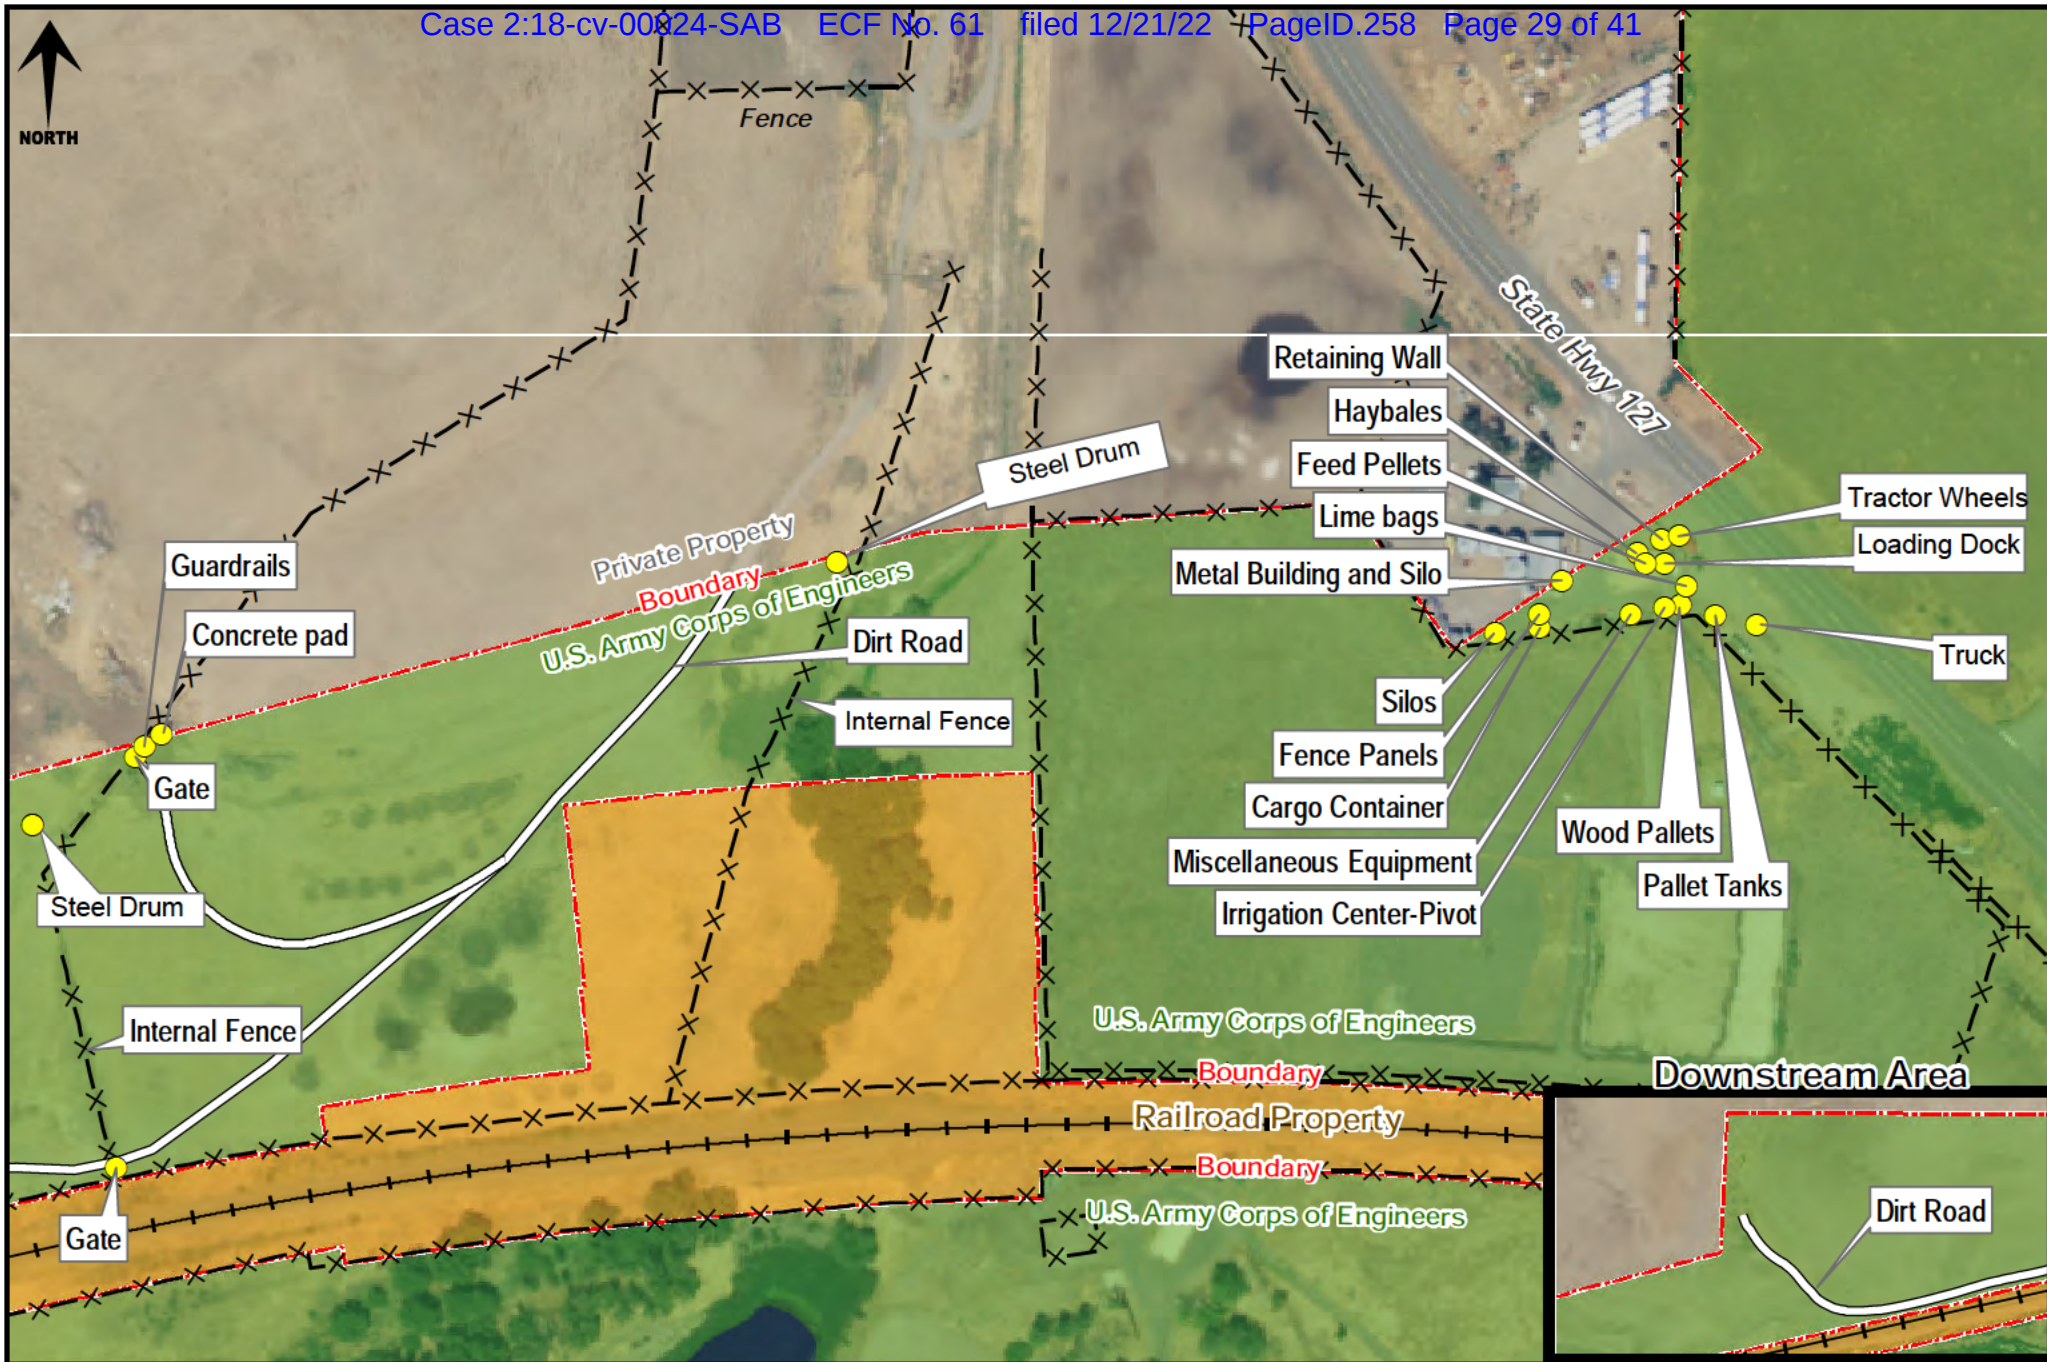 Case 2:18-cv-00324-SAB ECF No. 61 filed 12/21/22 PageID.258 Page 29 of 41
NORTH
Fence
State Hwy 127
Retaining Wall
Haybales
Feed Pellets
Lime bags
Metal Building and Silo
Steel Drum
Tractor Wheels
Loading Dock
Truck
Private Property
Boundary
U.S. Army Corps of Engineers
Guardrails
Concrete pad
Dirt Road
Internal Fence
Gate
Steel Drum
Silos
Fence Panels
Cargo Container
Miscellaneous Equipment
Irrigation Center-Pivot
Wood Pallets
Pallet Tanks
Internal Fence
U.S. Army Corps of Engineers
Boundary
Railroad Property
Boundary
U.S. Army Corps of Engineers
Gate
Downstream Area
Dirt Road